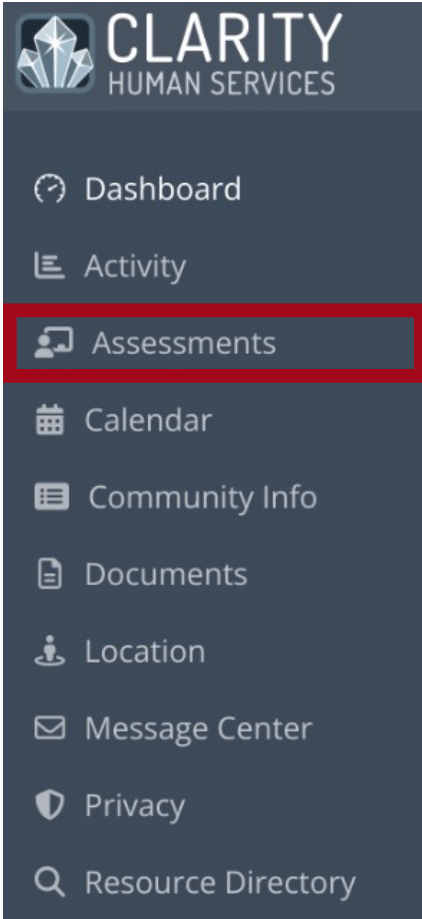 CLARITY
HUMAN SERVICES
Dashboard
Activity
Assessments
Calendar
Community Info
Documents
Location
Message Center
Privacy
Resource Directory